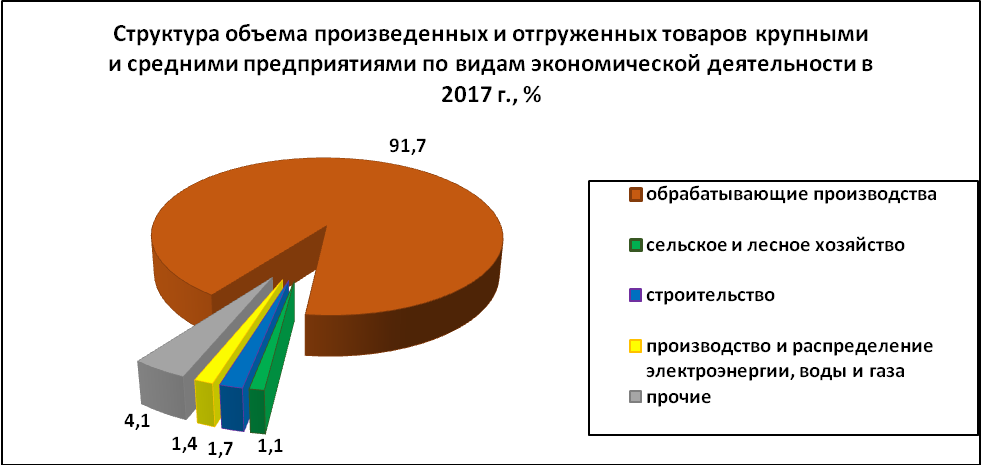 Структура объема произведенных и отгруженных товаров крупными
и средними предприятиями по видам экономической деятельности в
2017 г., %
91,7
обрабатывающие производства
сельское и лесное хозяйство
строительство
производство и распределение
электроэнергии, воды и газа
прочие
4,1
1,4
1,7
1,1